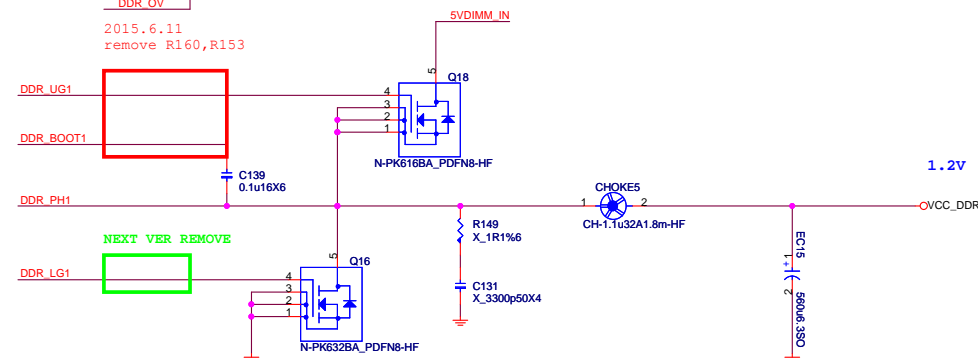 DDR_OV
5VDIMM_IN
2015.6.11
remove R160,R153
5
Q18
DDR_UG1
4
3
2
1
DDR_BOOT1
N-PK616BA_PDFN8-HF
1.2V
C139
0.1u16X6
CHOKE5
DDR_PH1
1
2
VCC_DDR
CH-1.1u32A1.8m-HF
R149
X_1R1%6
NEXT VER REMOVE
EC15
1
+
2
560u6.3SO
5
Q16
DDR_LG1
4
3
2
1
C131
X_3300p50X4
N-PK632BA_PDFN8-HF